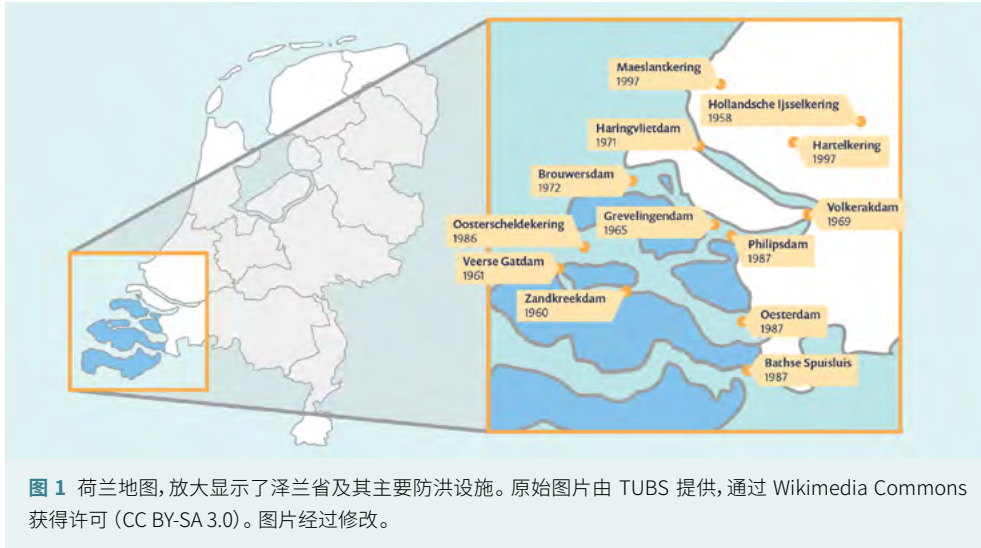 Maeslantkering
1997
Hollandsche Ijsselkering
1958
Haringvlietdam
1971
Hartelkering
1997
Brouwersdam
1972
Grevelingendam
1965
Volkerakdam
1969
Oosterscheldekering
1986
Philipsdam
1987
Veerse Gatdam
1961
Zandkreekdam
1960
Oesterdam
1987
Bathse Spuisluis
1987
图 1 荷兰地图,放大显示了泽兰省及其主要防洪设施。原始图片由 TUBS 提供,通过 Wikimedia Commons
获得许可 (CC BY-SA 3.0)。图片经过修改。